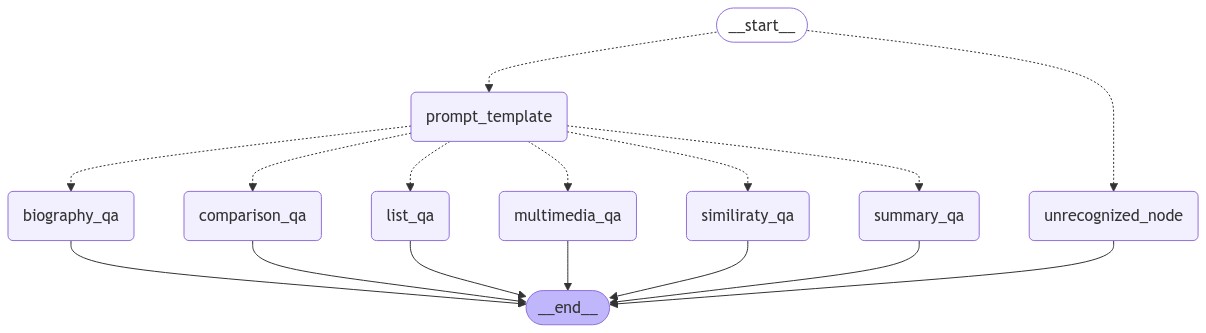 __start__
prompt_template
biography_qa
comparison_qa
list_qa
multimedia_qa
similiraty_qa
summary_qa
unrecognized_node
__end__